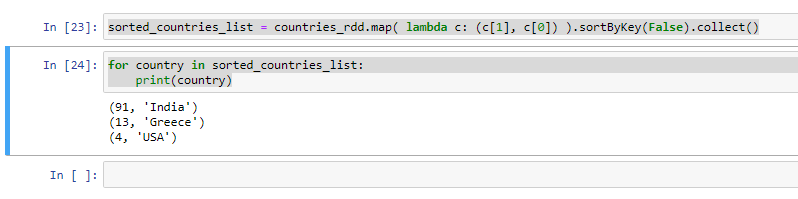 In [23]: sorted_countries_list = countries_rdd.map( lambda c: (c[1], c[0]) ).sortByKey(False).collect()
In [24]: for country in sorted_countries_list:
    print(country)
(91, 'India')
(13, 'Greece')
(4, 'USA')
In [ ]: